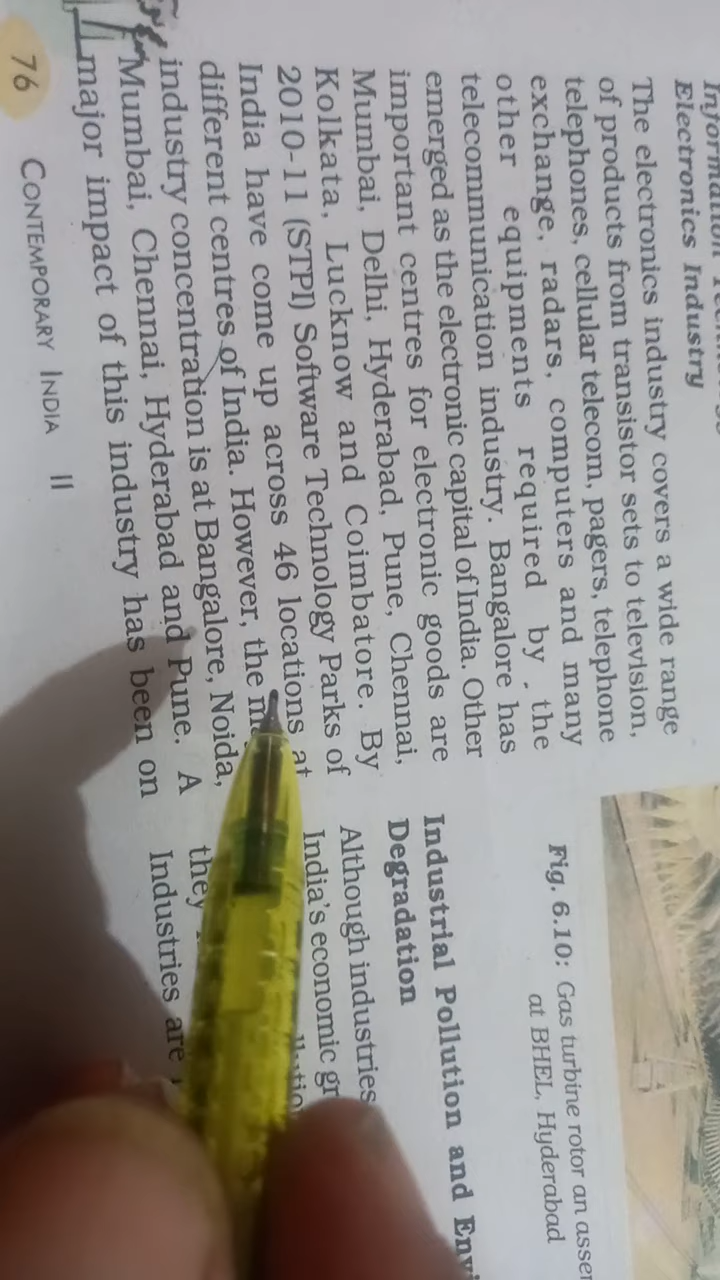 Electronics Industry
The electronics industry covers a wide range
of products from transistor sets to television,
telephones, cellular telecom, pagers, telephone
exchange, radars, computers and many
other equipments required by the
telecommunication industry. Bangalore has
emerged as the electronic capital of India. Other
important centres for electronic goods are
Mumbai, Delhi, Hyderabad, Pune, Chennai,
Kolkata, Lucknow and Coimbatore. By
2010-11 (STPI) Software Technology Parks of
India have come up across 46 locations at
different centres of India. However, the
industry concentration is at Bangalore, Noida,
Mumbai, Chennai, Hyderabad and Pune. A
major impact of this industry has been on
76
CONTEMPORARY INDIA II
Fig. 6.10: Gas turbine rotor an
at BHEL, Hyderabad
Industrial Pollution and
Degradation
Although industries
India's economic
they
Industries are